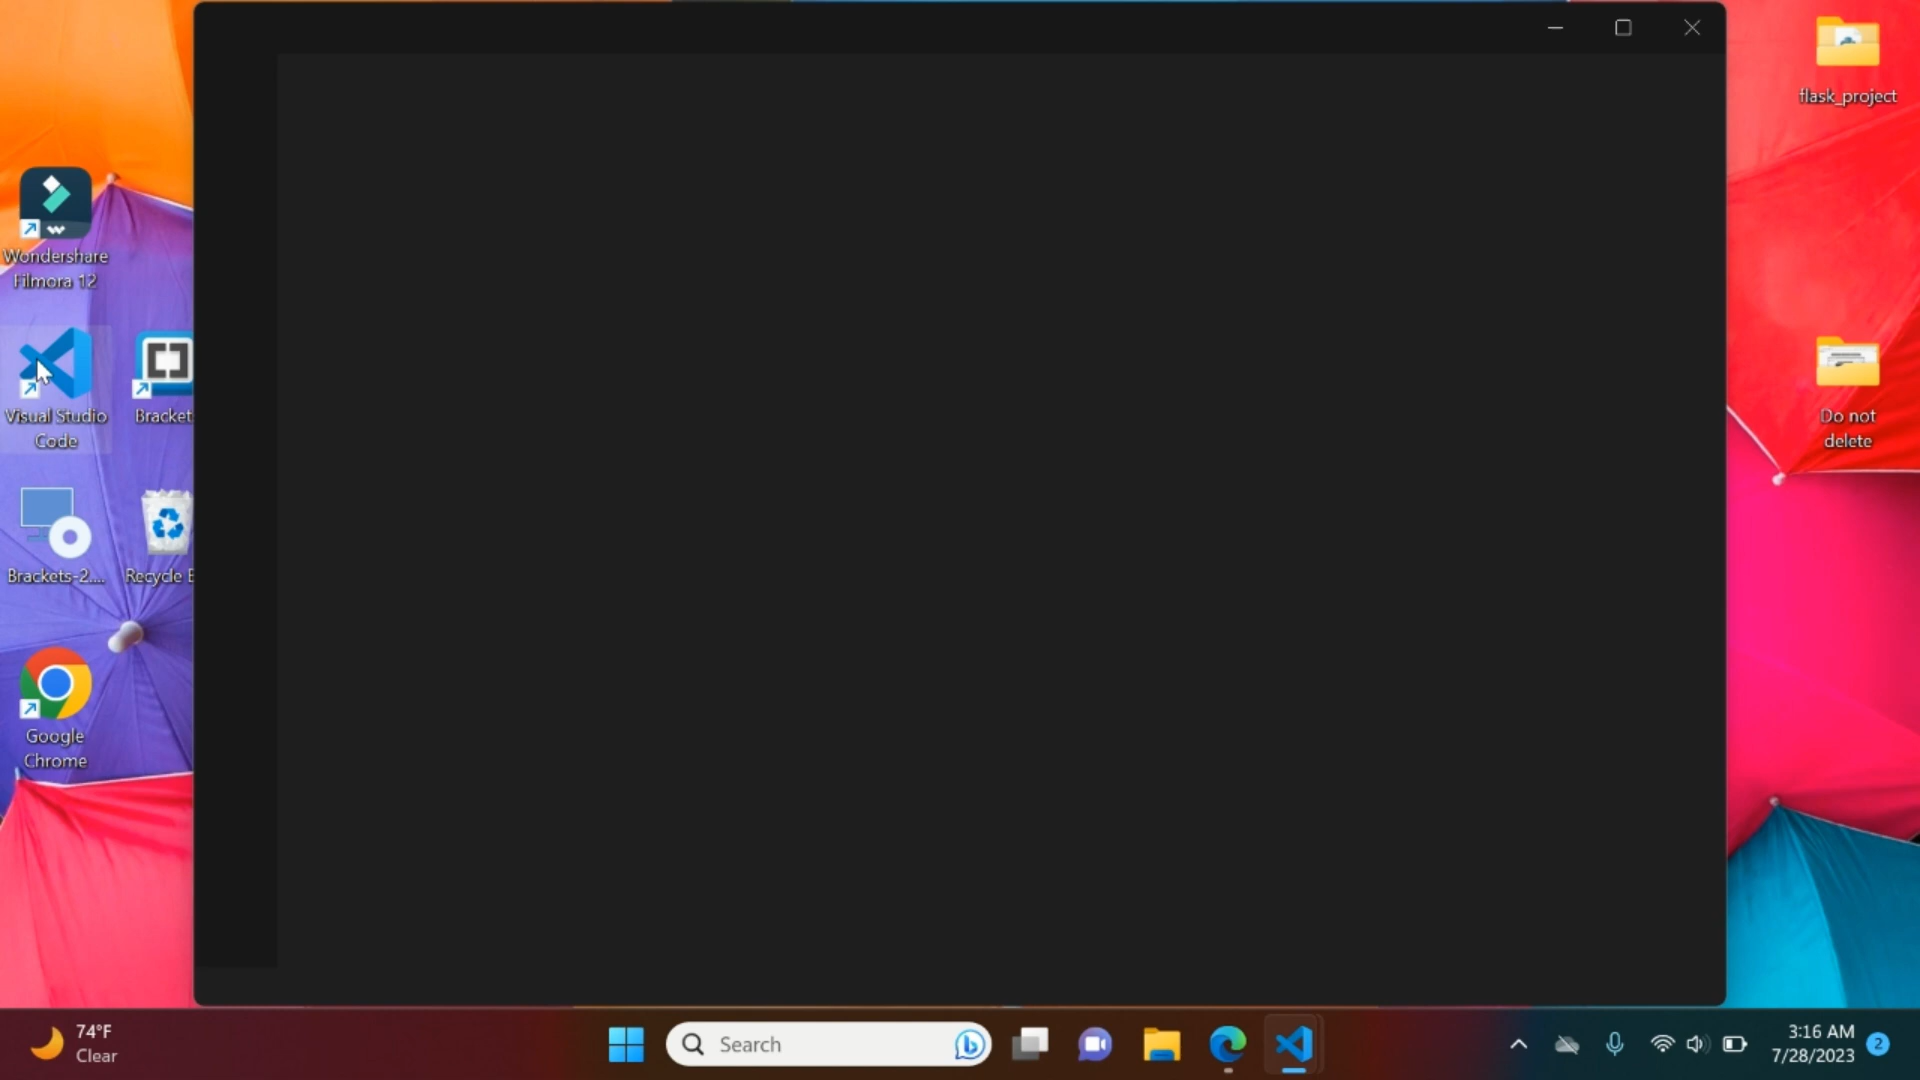 flask_project
Wondershare
Filmora 12
Visual Studio
Code
Bracket
Do not
delete
Brackets-2....
Recycle B
Google
Chrome
74°F
Clear
Search
3:16 AM
7/28/2023
2